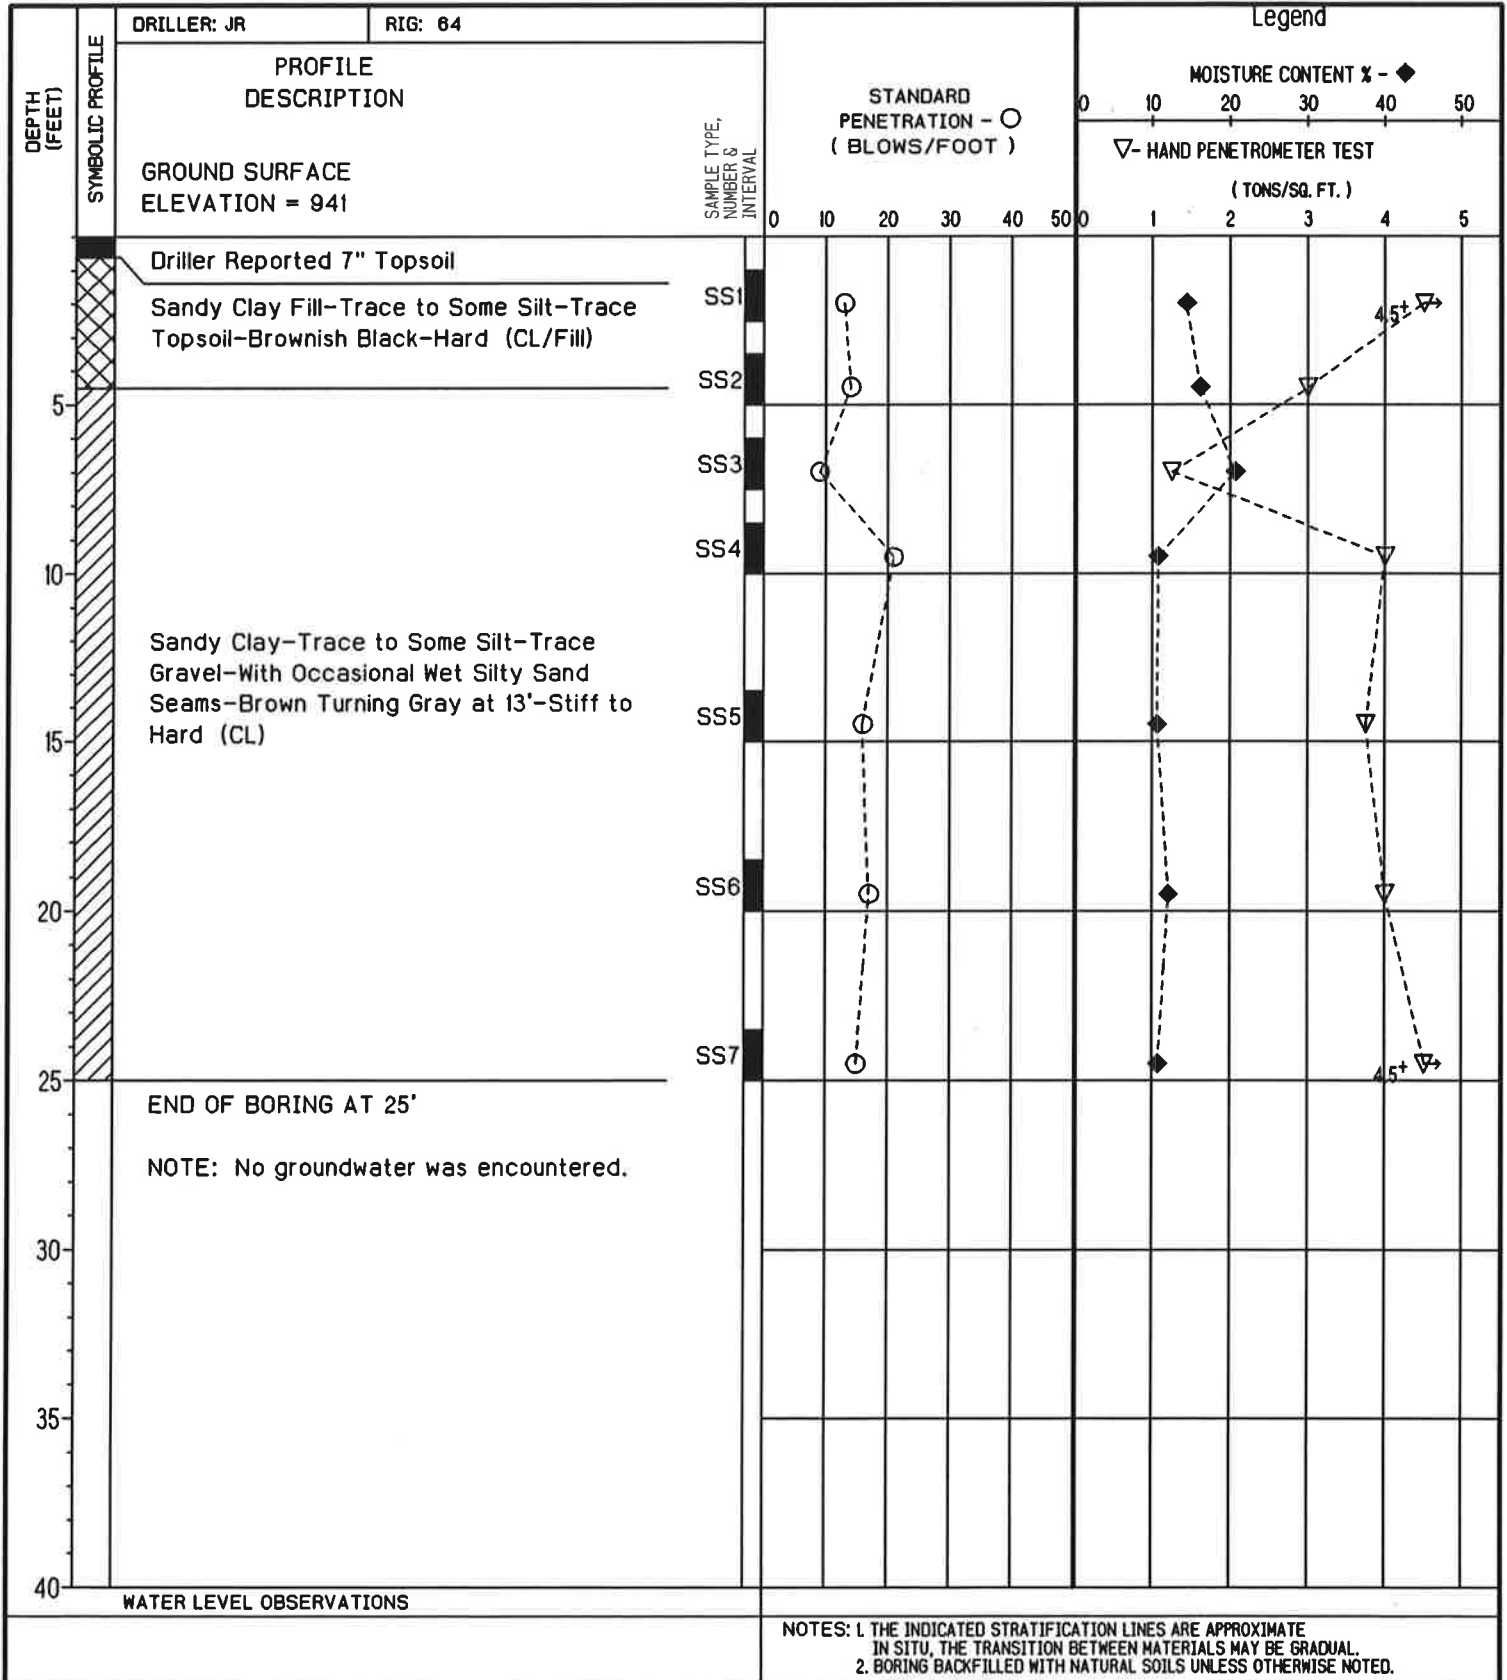 DRILLER: JR
RIG: 64
Legend
DEPTH
(FEET)
SYMBOLIC PROFILE
PROFILE
DESCRIPTION
GROUND SURFACE
ELEVATION = 941
SAMPLE TYPE,
NUMBER &
INTERVAL
STANDARD
PENETRATION - O
( BLOWS/FOOT )
0 10 20 30 40 50
MOISTURE CONTENT % - ◆
0 10 20 30 40 50
▽- HAND PENETROMETER TEST
( TONS/SQ. FT. )
0 1 2 3 4 5
Driller Reported 7" Topsoil
SS1
4.5+
Sandy Clay Fill-Trace to Some Silt-Trace
Topsoil-Brownish Black-Hard (CL/Fill)
SS2
5
SS3
SS4
10
Sandy Clay-Trace to Some Silt-Trace
Gravel-With Occasional Wet Silty Sand
Seams-Brown Turning Gray at 13'-Stiff to
Hard (CL)
SS5
15
SS6
20
SS7
4.5+
25
END OF BORING AT 25'
NOTE: No groundwater was encountered.
30
35
40
WATER LEVEL OBSERVATIONS
NOTES: 1. THE INDICATED STRATIFICATION LINES ARE APPROXIMATE
IN SITU, THE TRANSITION BETWEEN MATERIALS MAY BE GRADUAL.
2. BORING BACKFILLED WITH NATURAL SOILS UNLESS OTHERWISE NOTED.